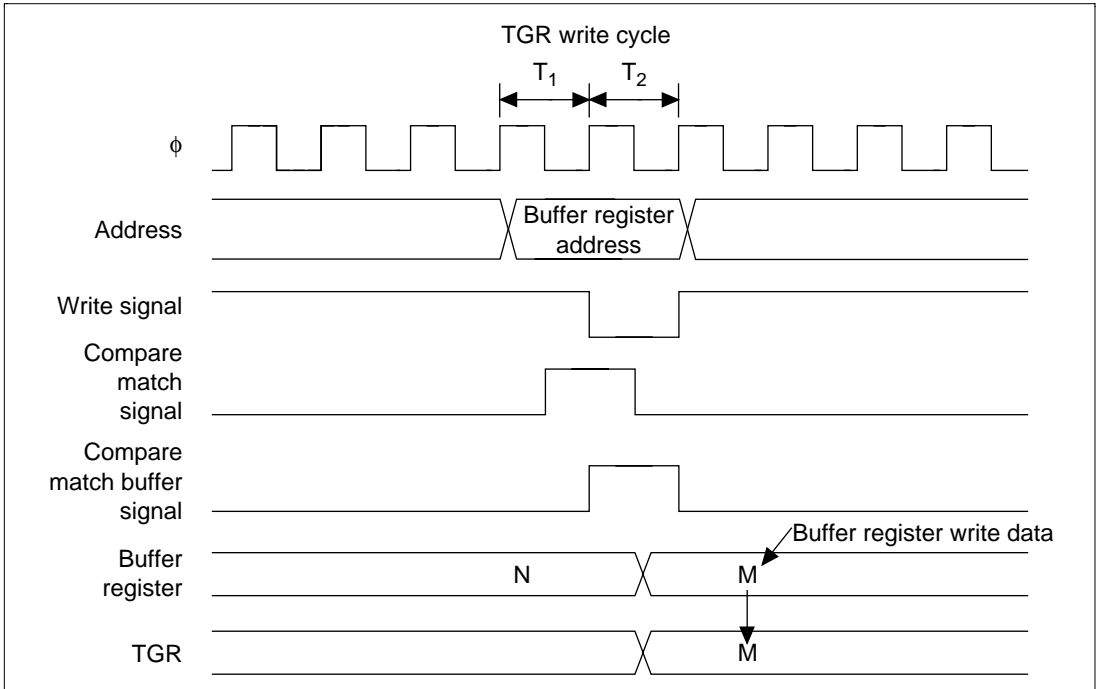 TGR write cycle
T1 T2
ϕ
Address
Buffer register
address
Write signal
Compare
match
signal
Compare
match buffer
signal
Buffer register write data
Buffer
register
N M
TGR
M